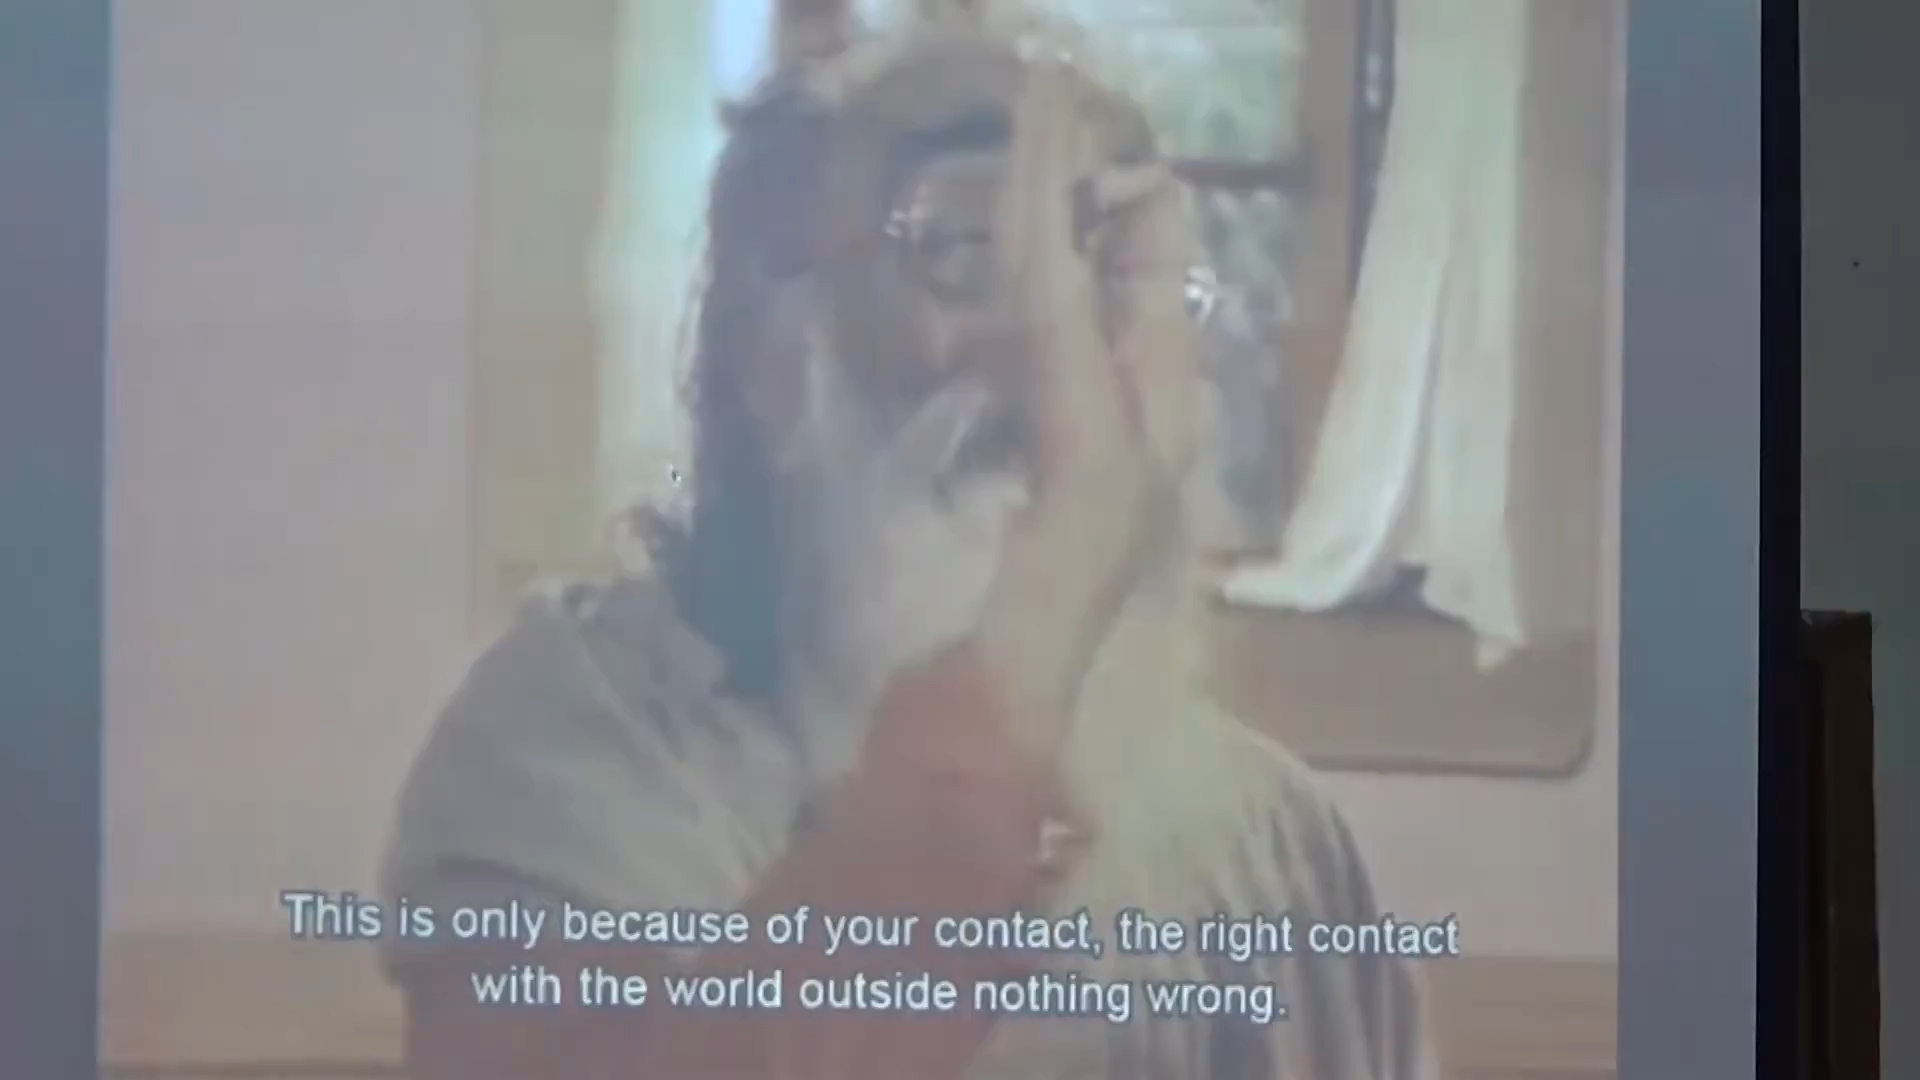 This is only because of your contact, the right contact
with the world outside nothing wrong.